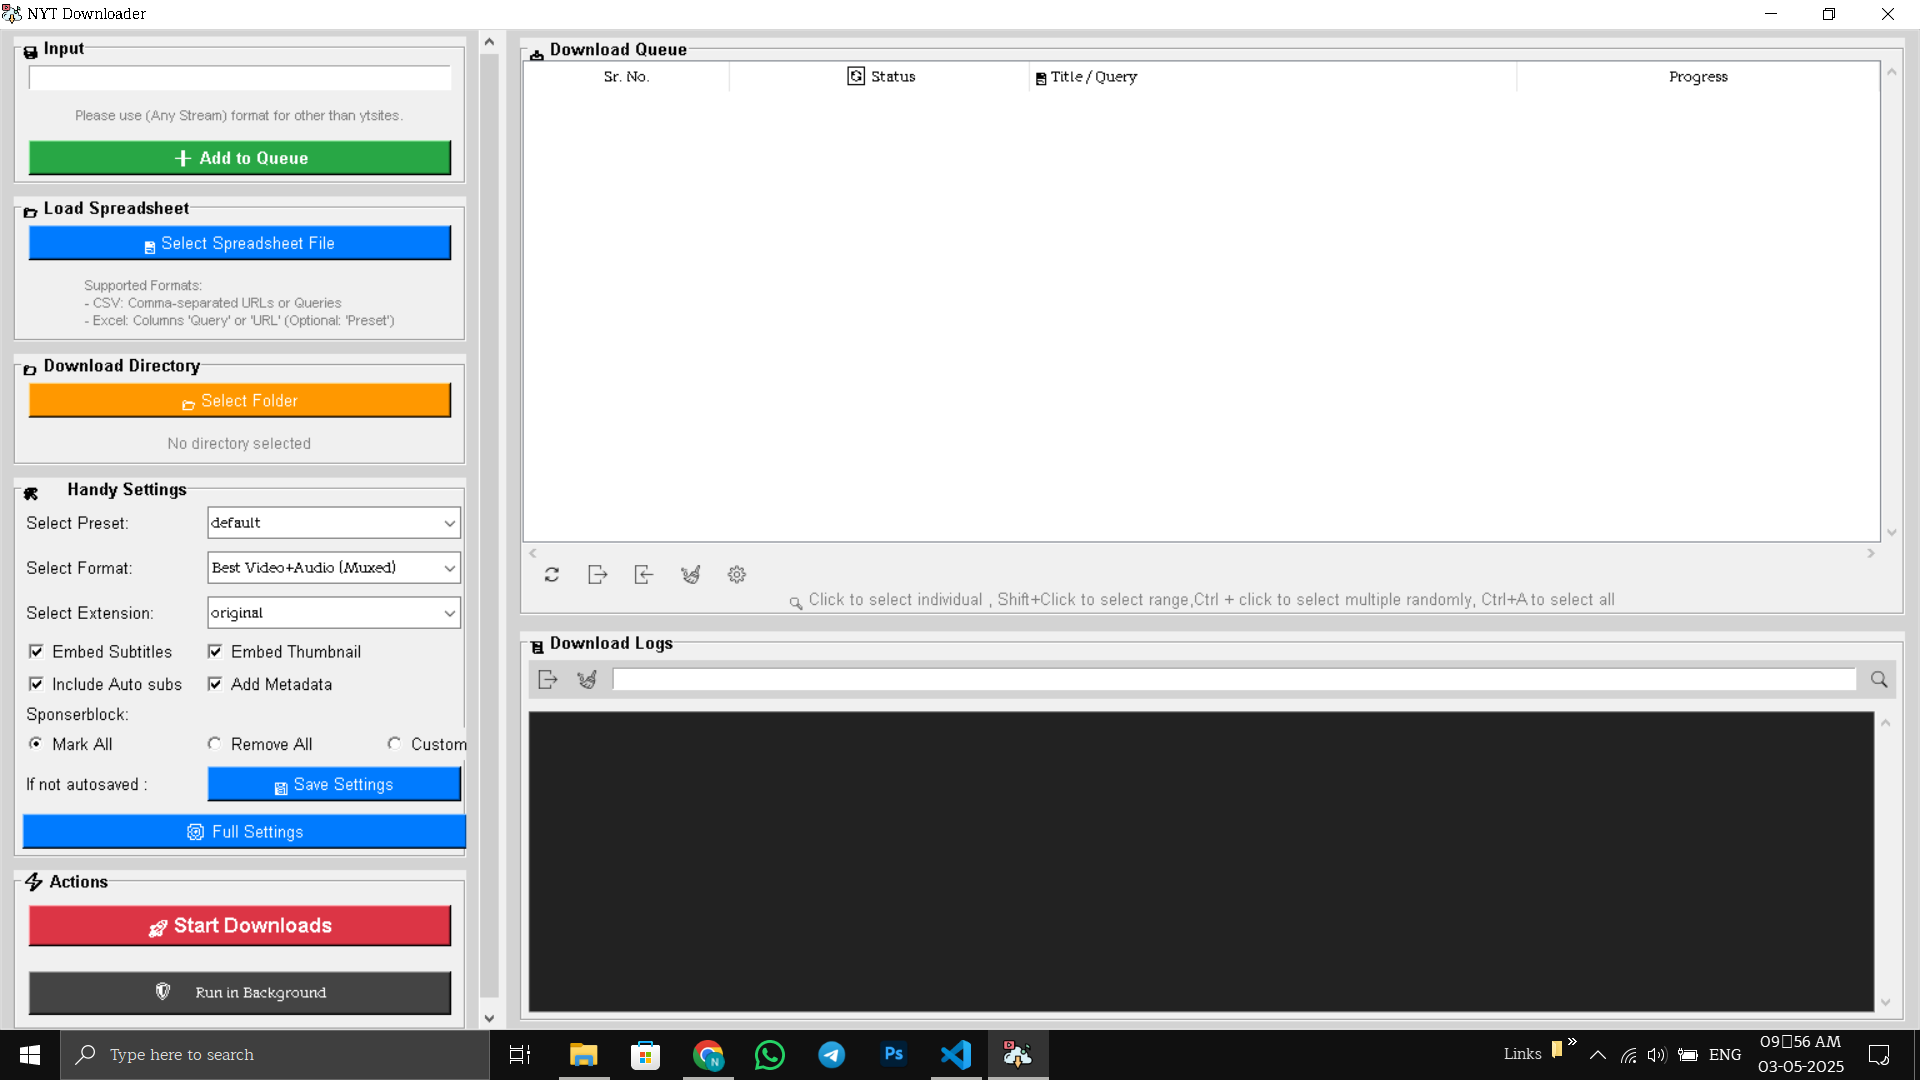 NYT Downloader
Input
Please use (Any Stream) format for other than ytsites.
Add to Queue
Load Spreadsheet
Select Spreadsheet File
Supported Formats:
- CSV: Comma-separated URLs or Queries
- Excel: Columns 'Query' or 'URL' (Optional: 'Preset')
Download Directory
Select Folder
No directory selected
Handy Settings
Select Preset: default
Select Format: Best Video+Audio (Muxed)
Select Extension: original
Embed Subtitles Embed Thumbnail
Include Auto subs Add Metadata
Sponserblock:
Mark All Remove All Custom
If not autosaved : Save Settings
Full Settings
Actions
Start Downloads
Run in Background
Download Queue
Sr. No. Status Title / Query Progress
Click to select individual , Shift+Click to select range,Ctrl + click to select multiple randomly, Ctrl+A to select all
Download Logs
Type here to search
N
Ps
Links
»
ENG
09▯56 AM
03-05-2025